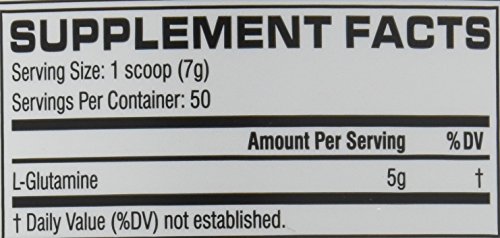 SUPPLEMENT FACTS
Serving Size: 1 scoop (7g)
Servings Per Container: 50
Amount Per Serving %DV
L-Glutamine 5g †
† Daily Value (%DV) not established.